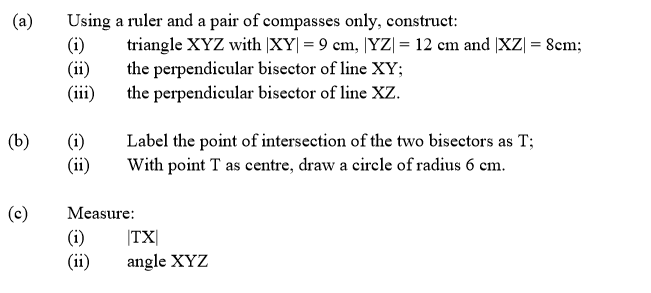 (a) Using a ruler and a pair of compasses only, construct:
(i) triangle XYZ with |XY| = 9 cm, |YZ| = 12 cm and |XZ| = 8cm;
(ii) the perpendicular bisector of line XY;
(iii) the perpendicular bisector of line XZ.
(b) (i) Label the point of intersection of the two bisectors as T;
(ii) With point T as centre, draw a circle of radius 6 cm.
(c) Measure:
(i) |TX|
(ii) angle XYZ